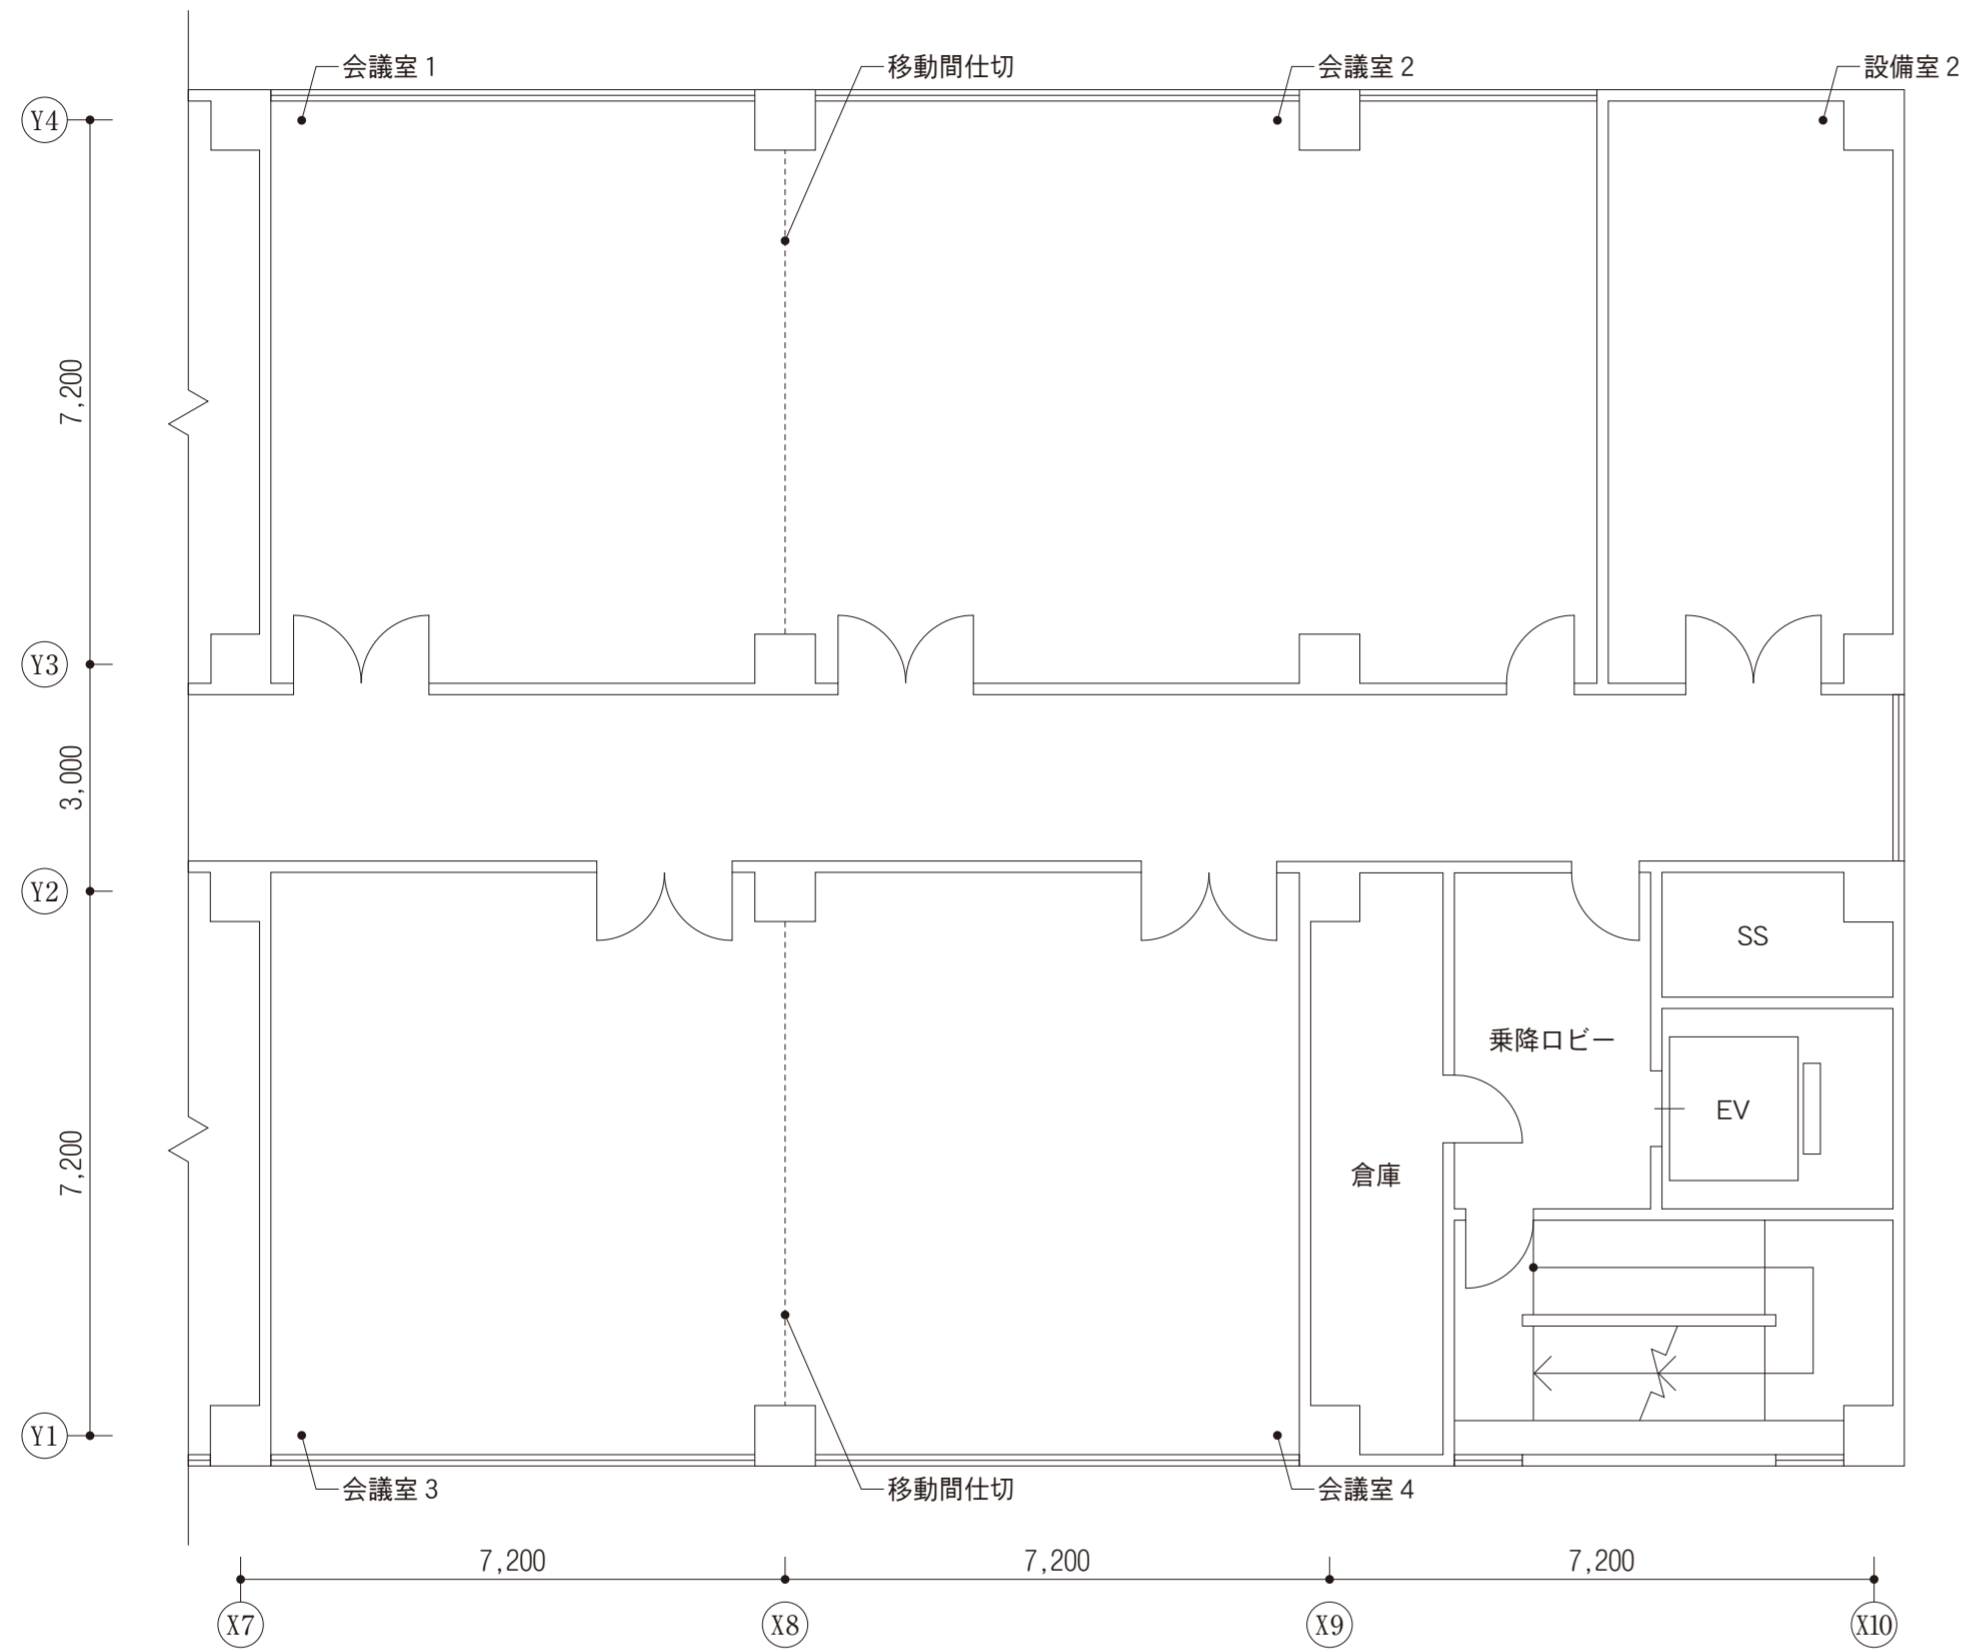 会議室 1
移動間仕切
会議室 2
設備室 2
Y4
7,200
Y3
3,000
Y2
SS
乗降ロビー
EV
倉庫
7,200
Y1
会議室 3
移動間仕切
会議室 4
7,200
7,200
7,200
X7
X8
X9
X10